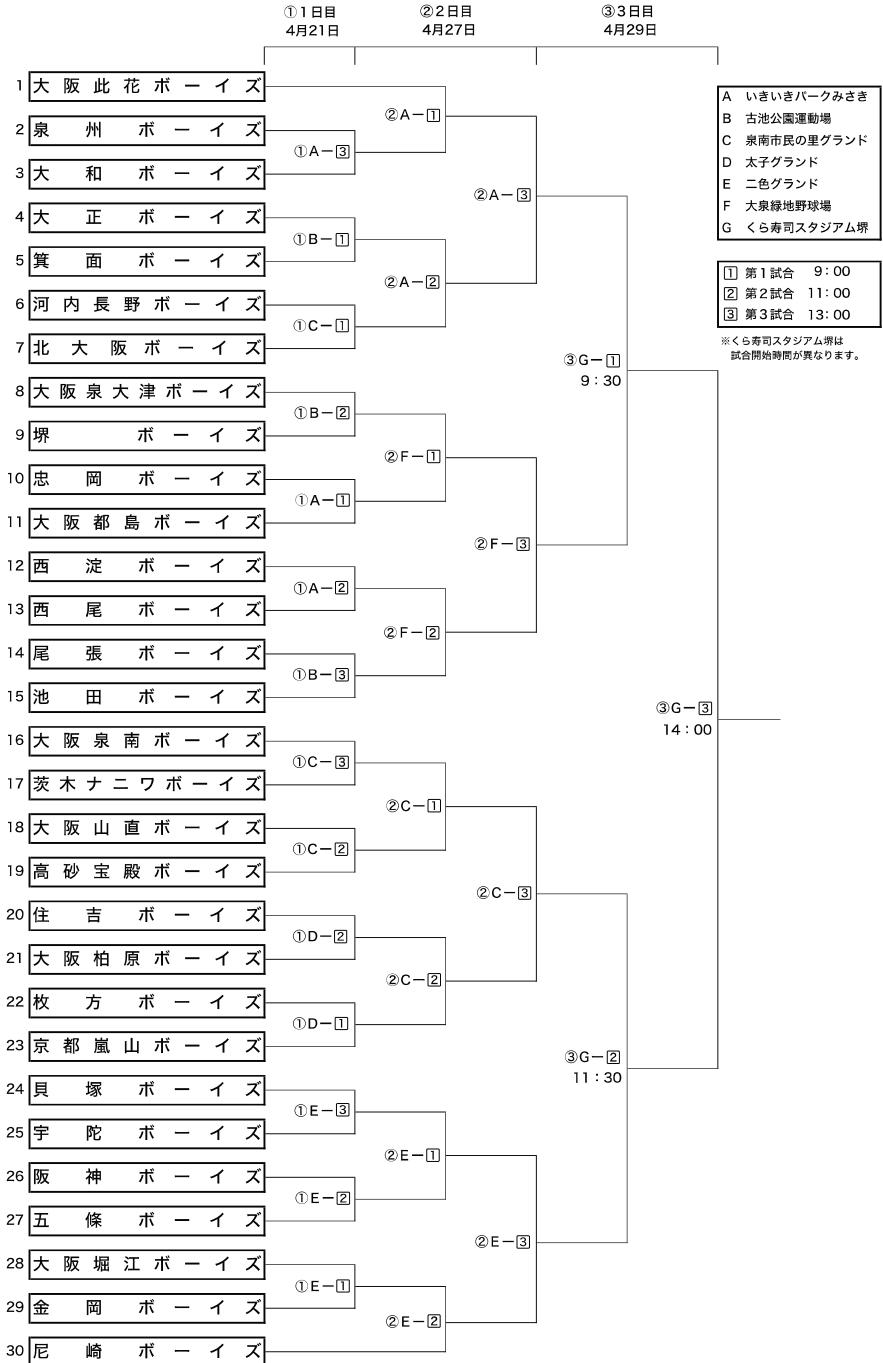 ①1日目 ②2日目 ③3日目
4月21日 4月27日 4月29日
1 大阪此花ボーイズ
2 泉州ボーイズ
3 大和ボーイズ
4 大正ボーイズ
5 箕面ボーイズ
6 河内長野ボーイズ
7 北大阪ボーイズ
8 大阪泉大津ボーイズ
9 堺ボーイズ
10 忠岡ボーイズ
11 大阪都島ボーイズ
12 西淀ボーイズ
13 西尾ボーイズ
14 尾張ボーイズ
15 池田ボーイズ
16 大阪泉南ボーイズ
17 茨木ナニワボーイズ
18 大阪山直ボーイズ
19 高砂宝殿ボーイズ
20 住吉ボーイズ
21 大阪柏原ボーイズ
22 枚方ボーイズ
23 京都嵐山ボーイズ
24 貝塚ボーイズ
25 宇陀ボーイズ
26 阪神ボーイズ
27 五條ボーイズ
28 大阪堀江ボーイズ
29 金岡ボーイズ
30 尼崎ボーイズ
①A－3
①B－1
①C－1
①B－2
①A－1
①A－2
①B－3
①C－3
①C－2
①D－2
①D－1
①E－3
①E－2
①E－1
②A－1
②A－2
②F－1
②F－2
②C－1
②C－2
②E－1
②E－2
②A－3
②F－3
②C－3
②E－3
③G－1
9：30
③G－2
11：30
③G－3
14：00
A いきいきパークみさき
B 古池公園運動場
C 泉南市民の里グランド
D 太子グランド
E 二色グランド
F 大泉緑地野球場
G くら寿司スタジアム堺
1 第1試合 9：00
2 第2試合 11：00
3 第3試合 13：00
※くら寿司スタジアム堺は
試合開始時間が異なります。